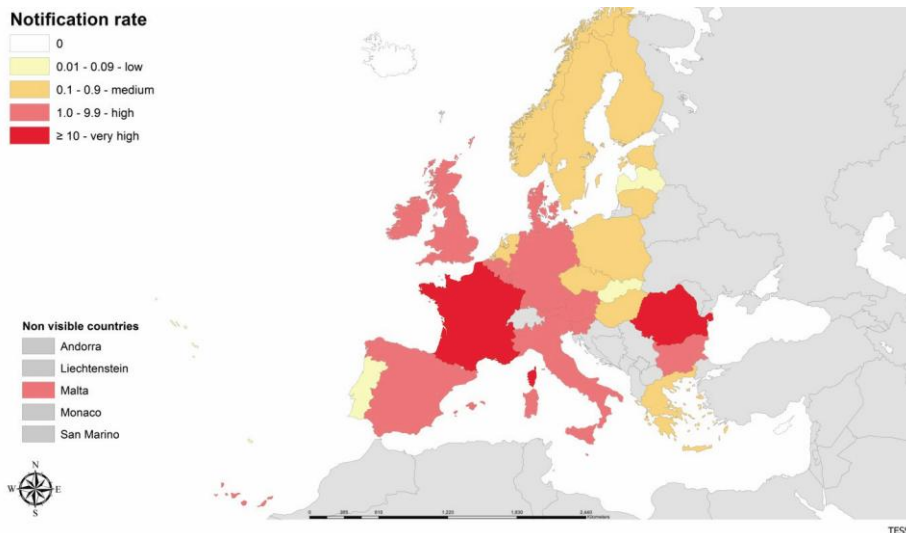 Notification rate
0
0.01 - 0.09 - low
0.1 - 0.9 - medium
1.0 - 9.9 - high
≥ 10 - very high
Non visible countries
Andorra
Liechtenstein
Malta
Monaco
San Marino
N
W E
S
0